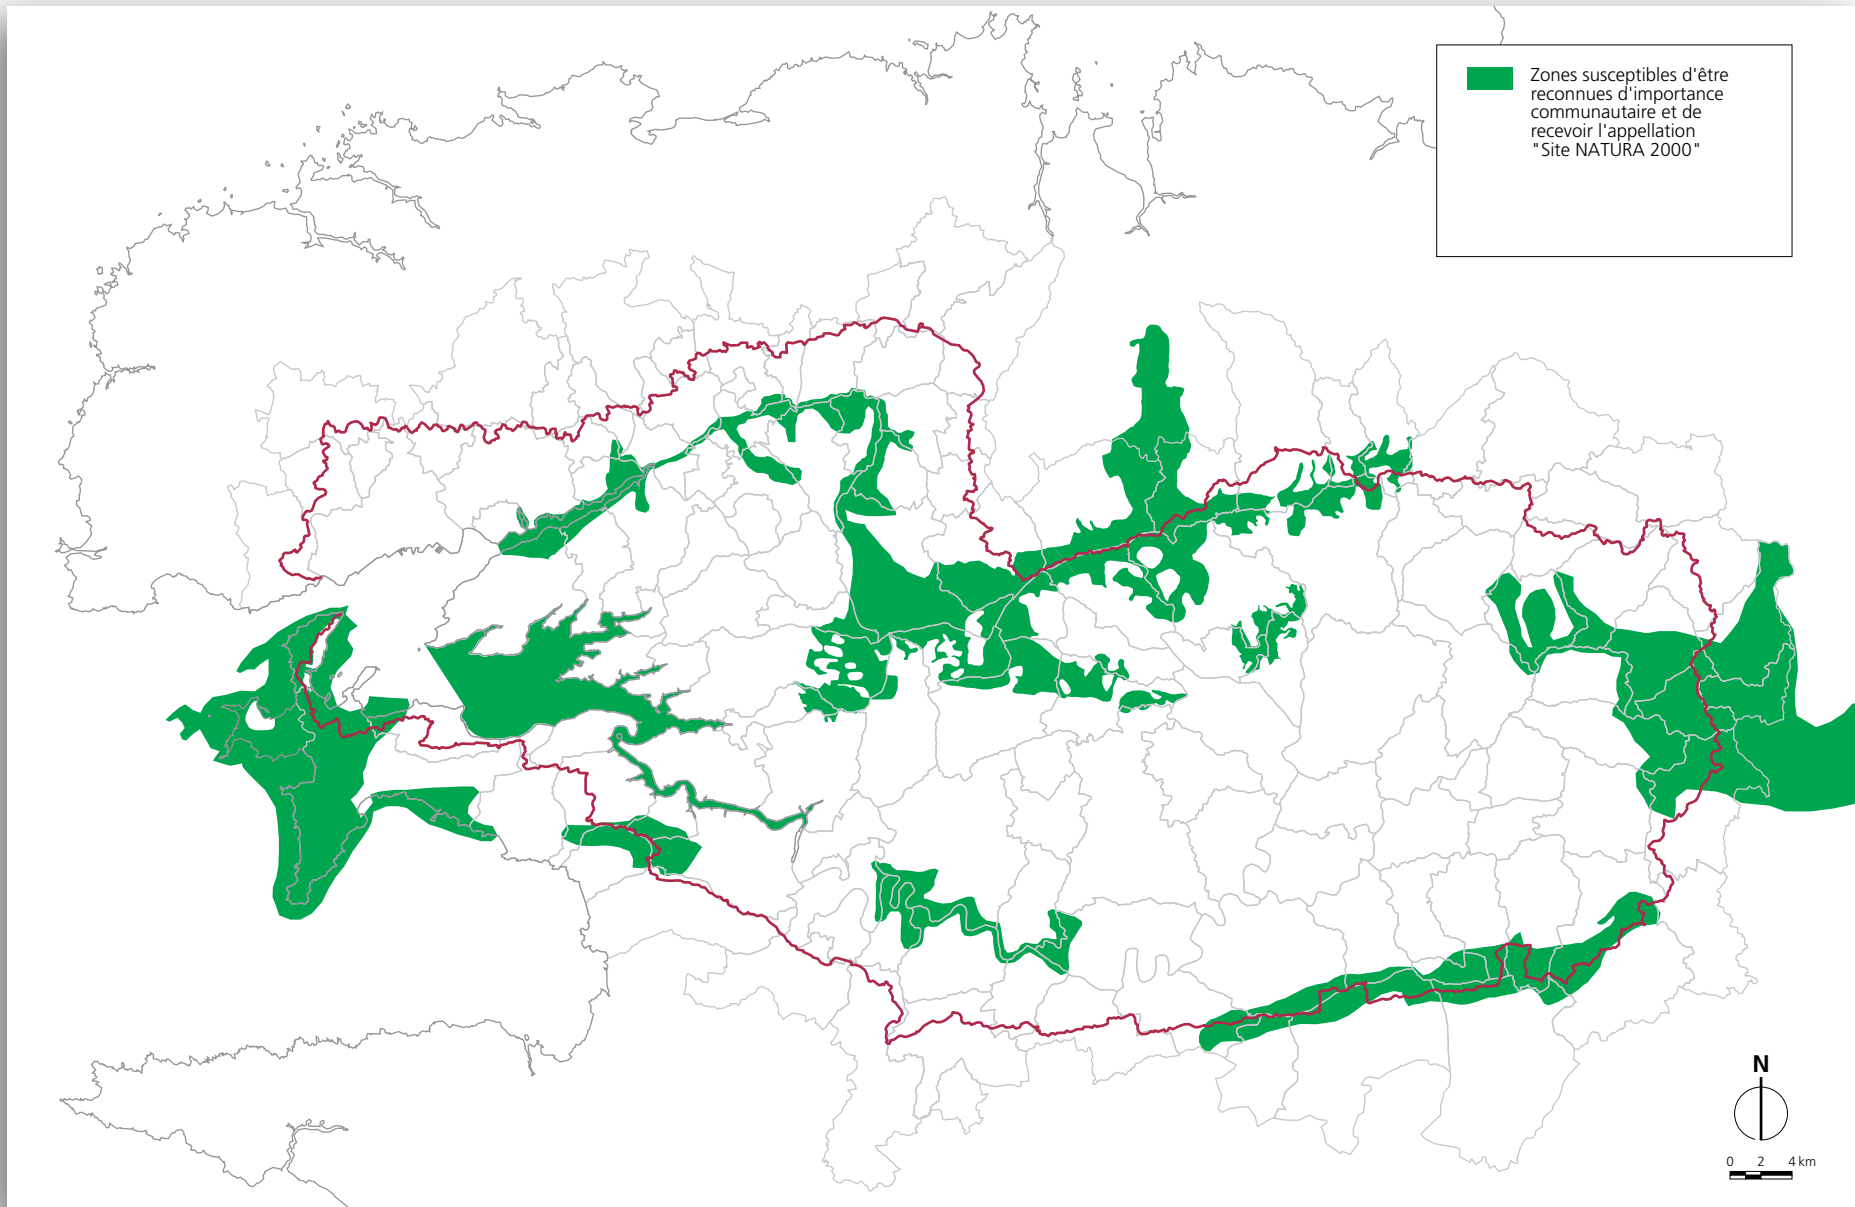 Zones susceptibles d'être
reconnues d'importance
communautaire et de
recevoir l'appellation
"Site NATURA 2000"
N
0 2 4 km